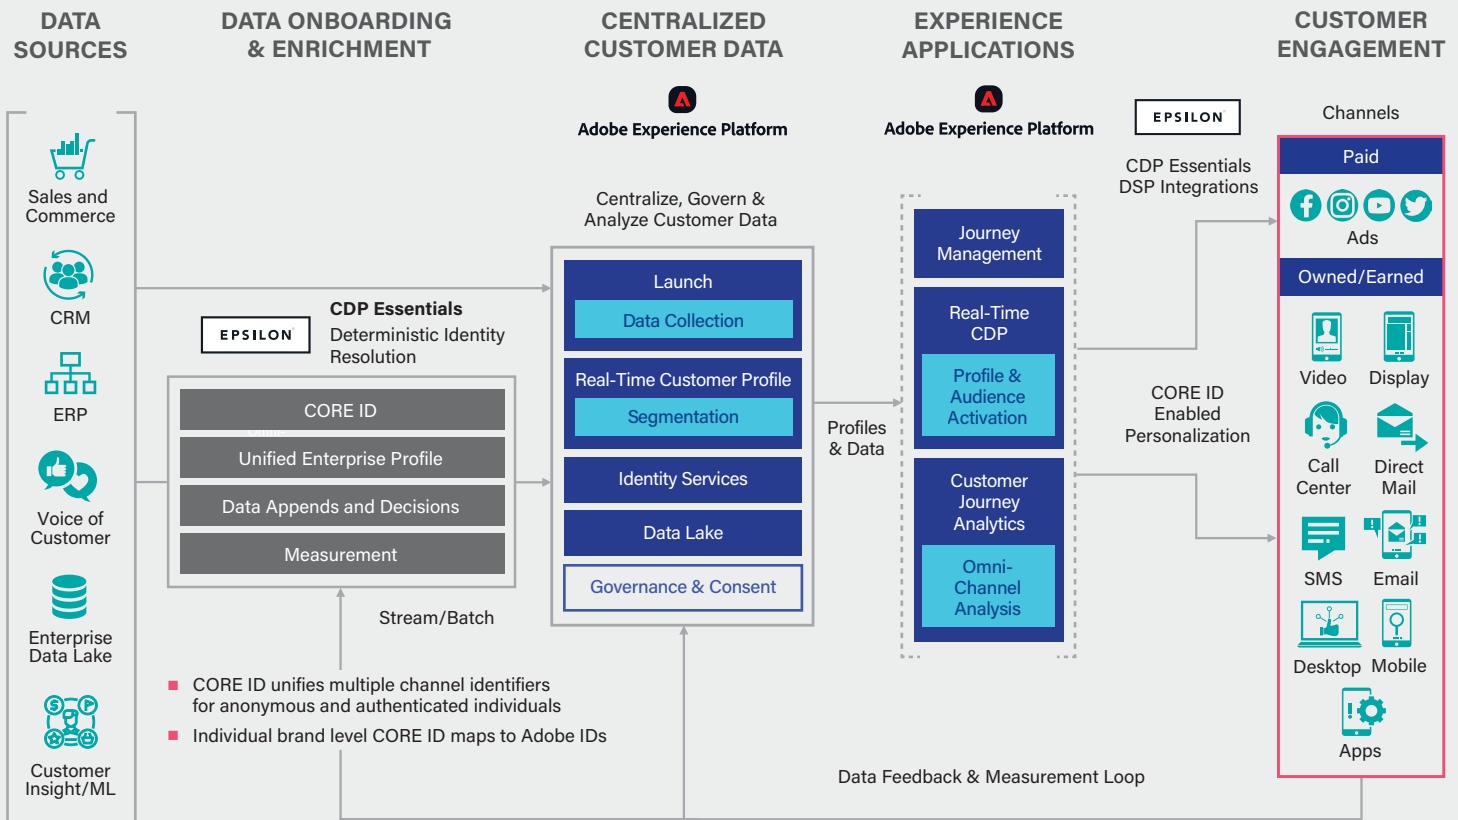 DATA
SOURCES
DATA ONBOARDING
& ENRICHMENT
CENTRALIZED
CUSTOMER DATA
EXPERIENCE
APPLICATIONS
CUSTOMER
ENGAGEMENT
Sales and
Commerce
CRM
ERP
Voice of
Customer
Enterprise
Data Lake
Customer
Insight/ML
EPSILON
CDP Essentials
Deterministic Identity
Resolution
CORE ID
Unified Enterprise Profile
Data Appends and Decisions
Measurement
Stream/Batch
CORE ID unifies multiple channel identifiers
for anonymous and authenticated individuals
Individual brand level CORE ID maps to Adobe IDs
Adobe Experience Platform
Centralize, Govern &
Analyze Customer Data
Launch
Data Collection
Real-Time Customer Profile
Segmentation
Identity Services
Data Lake
Governance & Consent
Profiles
& Data
Adobe Experience Platform
Journey
Management
Real-Time
CDP
Profile &
Audience
Activation
Customer
Journey
Analytics
Omni-
Channel
Analysis
EPSILON
CDP Essentials
DSP Integrations
CORE ID
Enabled
Personalization
Channels
Paid
Ads
Owned/Earned
Video
Display
Call
Center
Direct
Mail
SMS
Email
Desktop
Mobile
Apps
Data Feedback & Measurement Loop